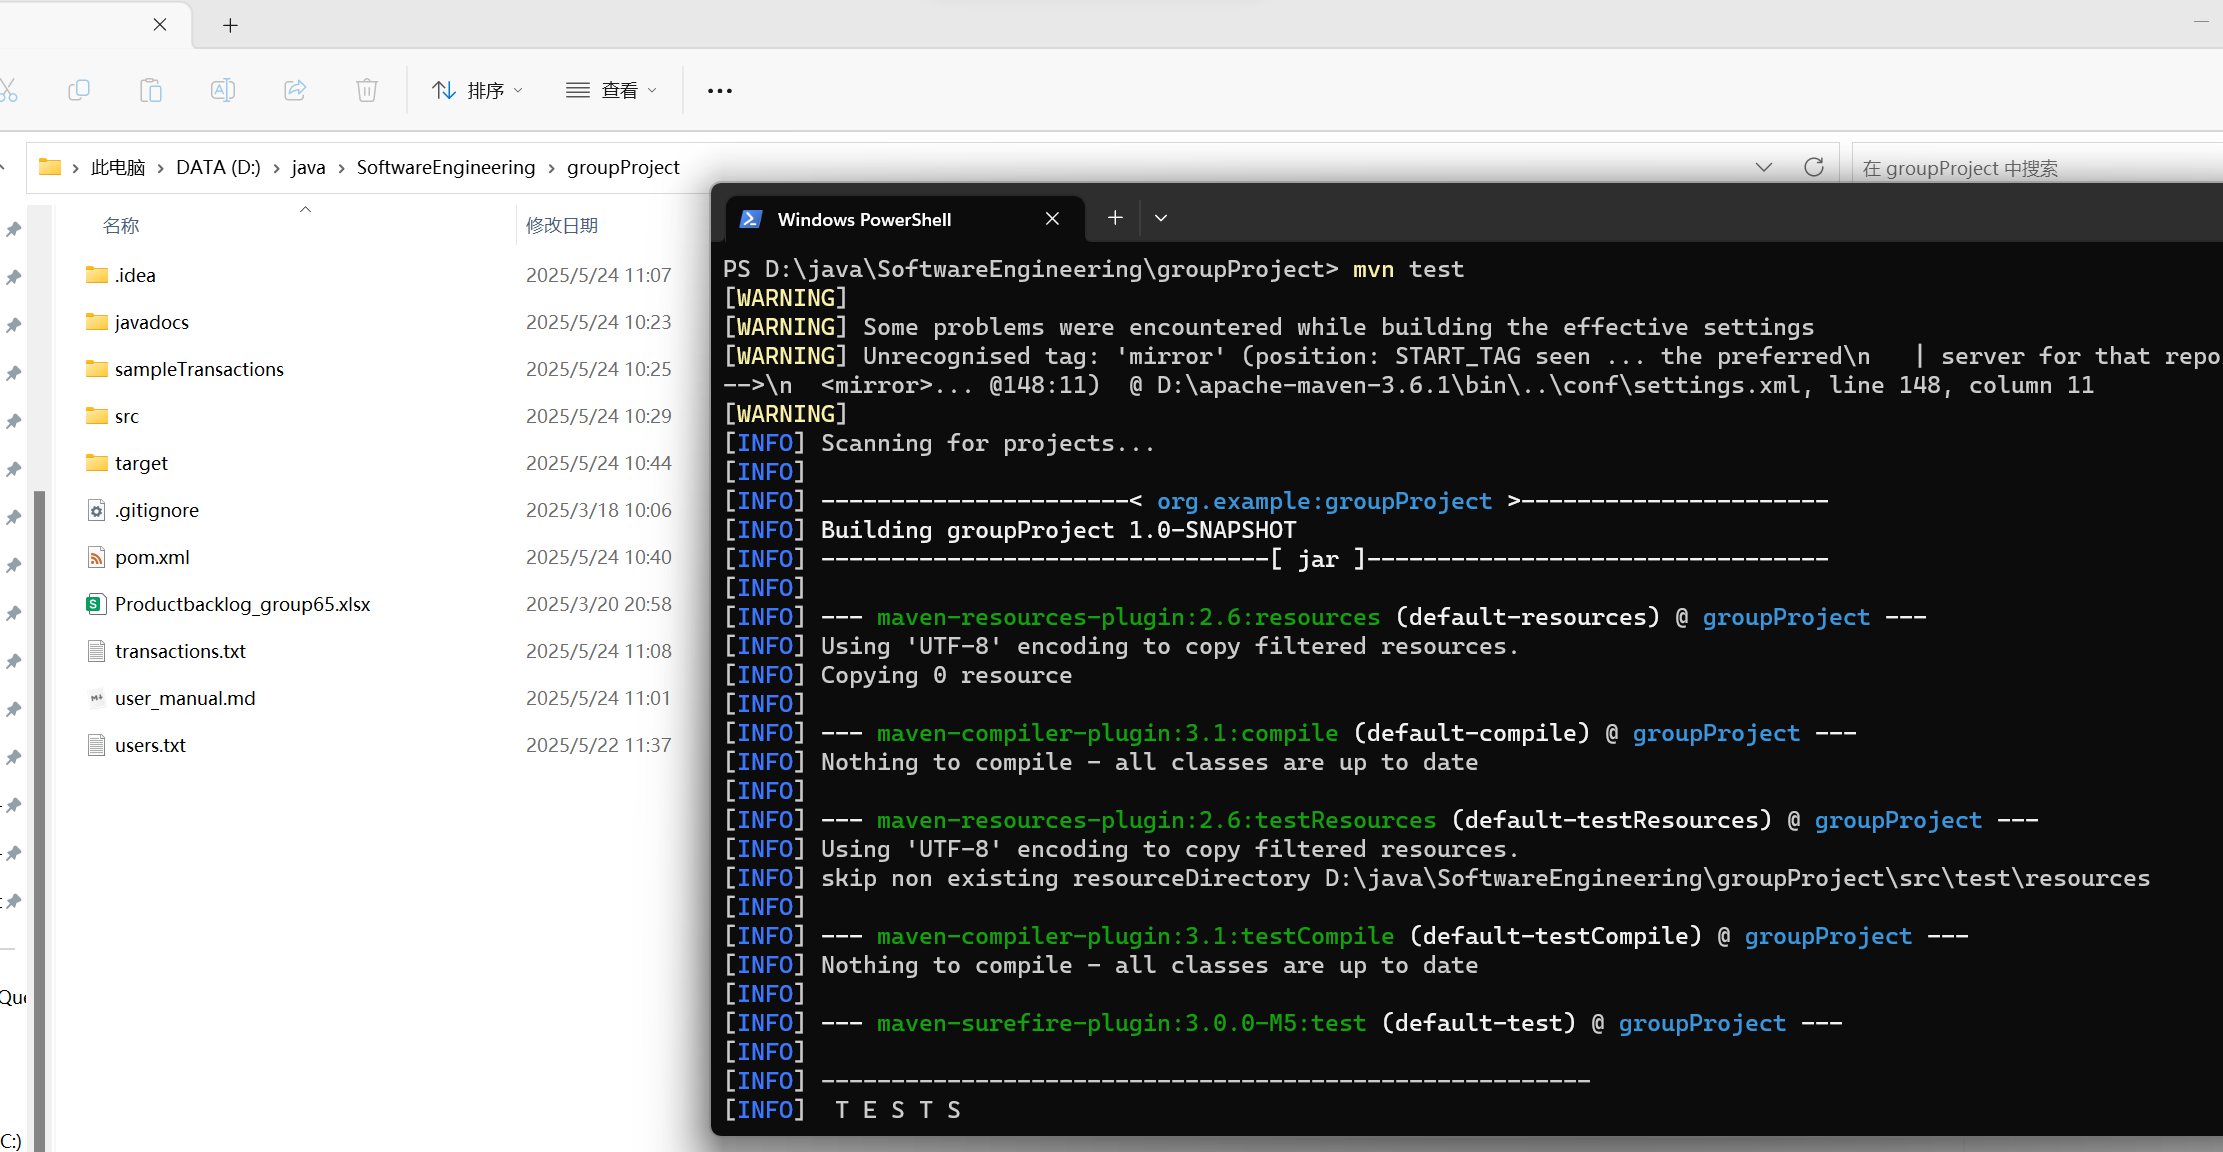 排序
查看
此电脑 › DATA (D:) › java › SoftwareEngineering › groupProject
在 groupProject 中搜索
名称
修改日期
.idea 2025/5/24 11:07
javadocs 2025/5/24 10:23
sampleTransactions 2025/5/24 10:25
src 2025/5/24 10:29
target 2025/5/24 10:44
.gitignore 2025/3/18 10:06
pom.xml 2025/5/24 10:40
Productbacklog_group65.xlsx 2025/3/20 20:58
transactions.txt 2025/5/24 11:08
user_manual.md 2025/5/24 11:01
users.txt 2025/5/22 11:37
C:)
Windows PowerShell
PS D:\java\SoftwareEngineering\groupProject> mvn test
[WARNING]
[WARNING] Some problems were encountered while building the effective settings
[WARNING] Unrecognised tag: 'mirror' (position: START_TAG seen ... the preferred\n   | server for that repo
-->\n  <mirror>... @148:11)  @ D:\apache-maven-3.6.1\bin\..\conf\settings.xml, line 148, column 11
[WARNING]
[INFO] Scanning for projects...
[INFO]
[INFO] ----------------------< org.example:groupProject >----------------------
[INFO] Building groupProject 1.0-SNAPSHOT
[INFO] --------------------------------[ jar ]---------------------------------
[INFO]
[INFO] --- maven-resources-plugin:2.6:resources (default-resources) @ groupProject ---
[INFO] Using 'UTF-8' encoding to copy filtered resources.
[INFO] Copying 0 resource
[INFO]
[INFO] --- maven-compiler-plugin:3.1:compile (default-compile) @ groupProject ---
[INFO] Nothing to compile - all classes are up to date
[INFO]
[INFO] --- maven-resources-plugin:2.6:testResources (default-testResources) @ groupProject ---
[INFO] Using 'UTF-8' encoding to copy filtered resources.
[INFO] skip non existing resourceDirectory D:\java\SoftwareEngineering\groupProject\src\test\resources
[INFO]
[INFO] --- maven-compiler-plugin:3.1:testCompile (default-testCompile) @ groupProject ---
[INFO] Nothing to compile - all classes are up to date
[INFO]
[INFO] --- maven-surefire-plugin:3.0.0-M5:test (default-test) @ groupProject ---
[INFO]
[INFO] -------------------------------------------------------
[INFO]  T E S T S